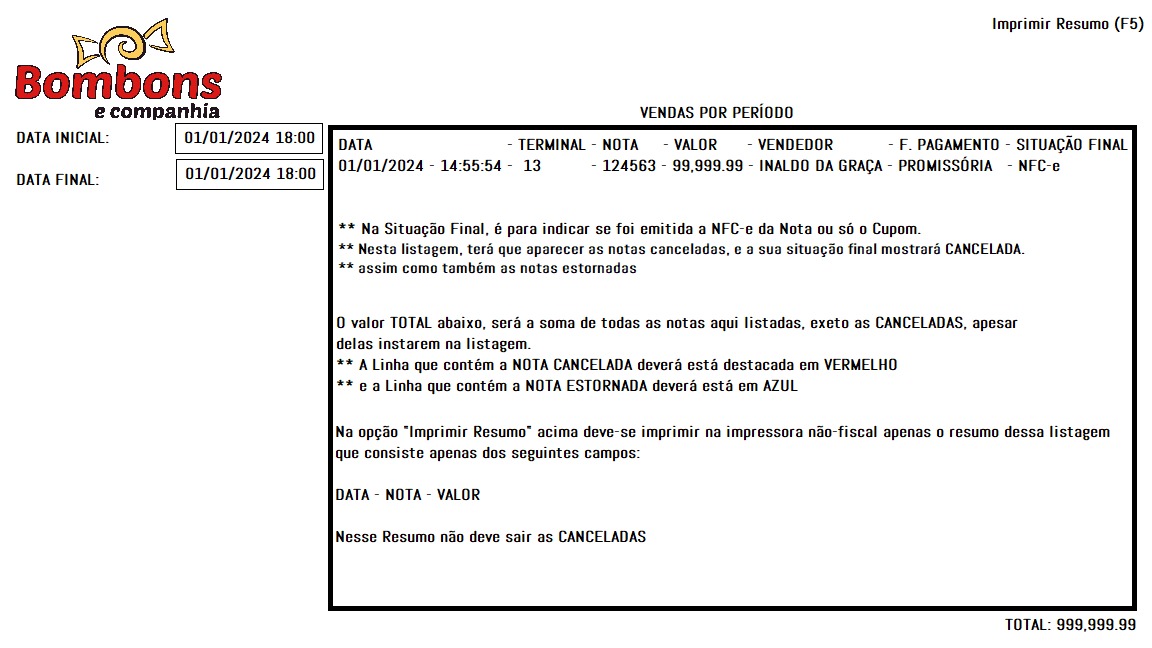 Imprimir Resumo (F5)
Bombons
e companhia
VENDAS POR PERÍODO
DATA INICIAL: 01/01/2024 18:00
DATA FINAL: 01/01/2024 18:00
DATA - TERMINAL - NOTA - VALOR - VENDEDOR - F. PAGAMENTO - SITUAÇÃO FINAL
01/01/2024 - 14:55:54 - 13 - 124563 - 99,999.99 - INALDO DA GRAÇA - PROMISSÓRIA - NFC-e
** Na Situação Final, é para indicar se foi emitida a NFC-e da Nota ou só o Cupom.
** Nesta listagem, terá que aparecer as notas canceladas, e a sua situação final mostrará CANCELADA.
** assim como também as notas estornadas
O valor TOTAL abaixo, será a soma de todas as notas aqui listadas, exeto as CANCELADAS, apesar
delas instarem na listagem.
** A Linha que contém a NOTA CANCELADA deverá está destacada em VERMELHO
** e a Linha que contém a NOTA ESTORNADA deverá está em AZUL
Na opção "Imprimir Resumo" acima deve-se imprimir na impressora não-fiscal apenas o resumo dessa listagem
que consiste apenas dos seguintes campos:
DATA - NOTA - VALOR
Nesse Resumo não deve sair as CANCELADAS
TOTAL: 999,999.99